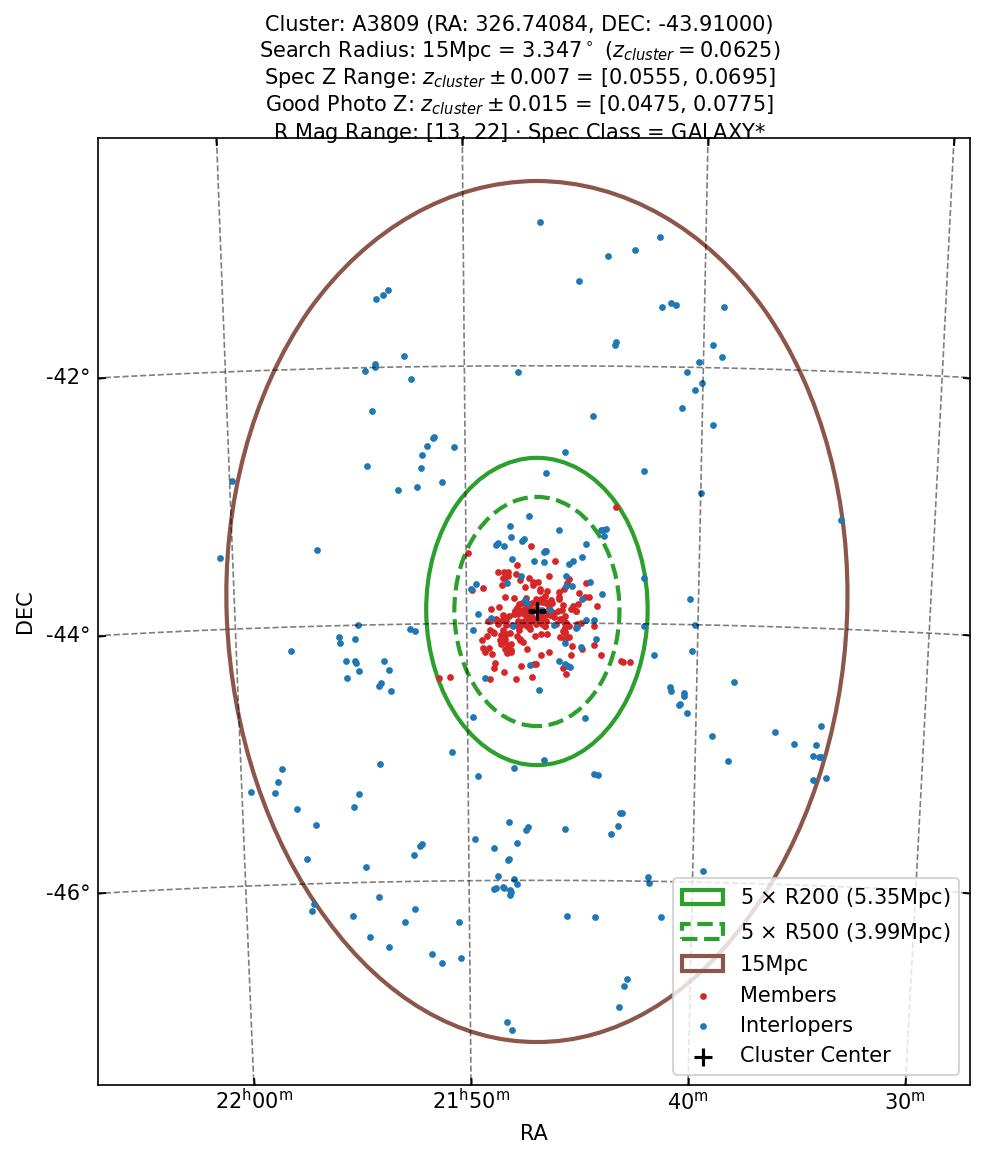 Cluster: A3809 (RA: 326.74084, DEC: -43.91000)
Search Radius: 15Mpc = 3.347° (z_cluster = 0.0625)
Spec Z Range: z_cluster ± 0.007 = [0.0555, 0.0695]
Good Photo Z: z_cluster ± 0.015 = [0.0475, 0.0775]
R Mag Range: [13, 22] · Spec Class = GALAXY*
-42°
-44°
-46°
DEC
5 × R200 (5.35Mpc)
5 × R500 (3.99Mpc)
15Mpc
Members
Interlopers
Cluster Center
22h00m 21h50m 40m 30m
RA